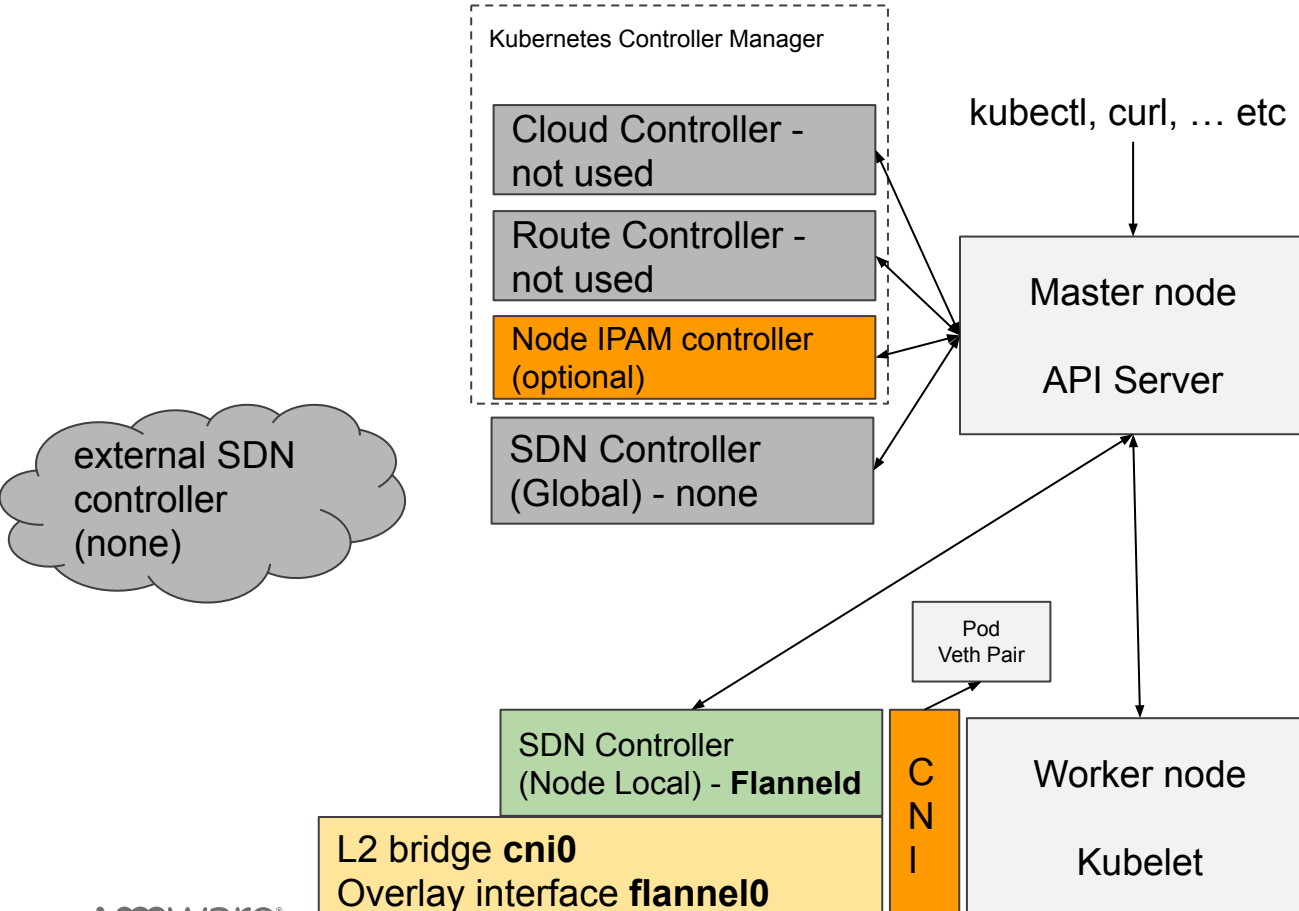 Kubernetes Controller Manager
Cloud Controller -
not used
kubectl, curl, … etc
Route Controller -
not used
Master node
API Server
Node IPAM controller
(optional)
SDN Controller
(Global) - none
external SDN
controller
(none)
Pod
Veth Pair
SDN Controller
(Node Local) - Flanneld
C
N
I
Worker node
Kubelet
L2 bridge cni0
Overlay interface flannel0